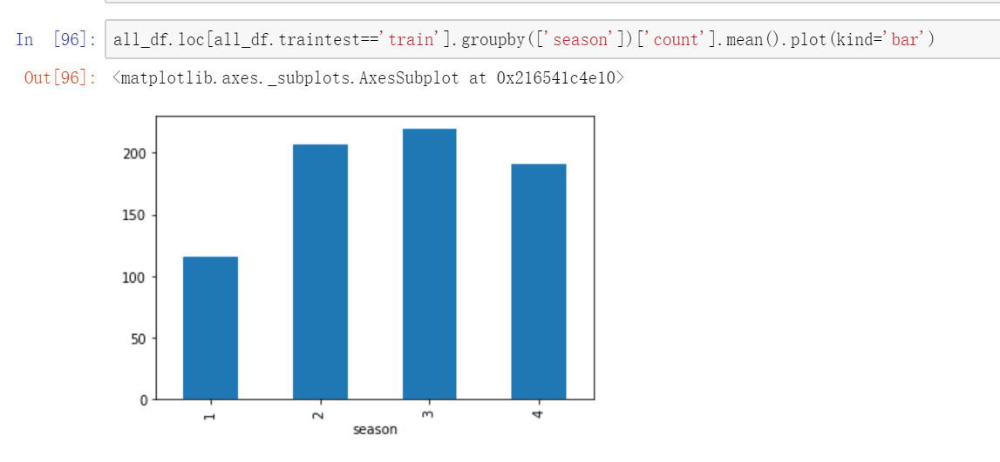 In [96]: all_df.loc[all_df.traintest=='train'].groupby(['season'])['count'].mean().plot(kind='bar')
Out[96]: <matplotlib.axes._subplots.AxesSubplot at 0x216541c4e10>
200
150
100
50
0
1 2 3 4
season